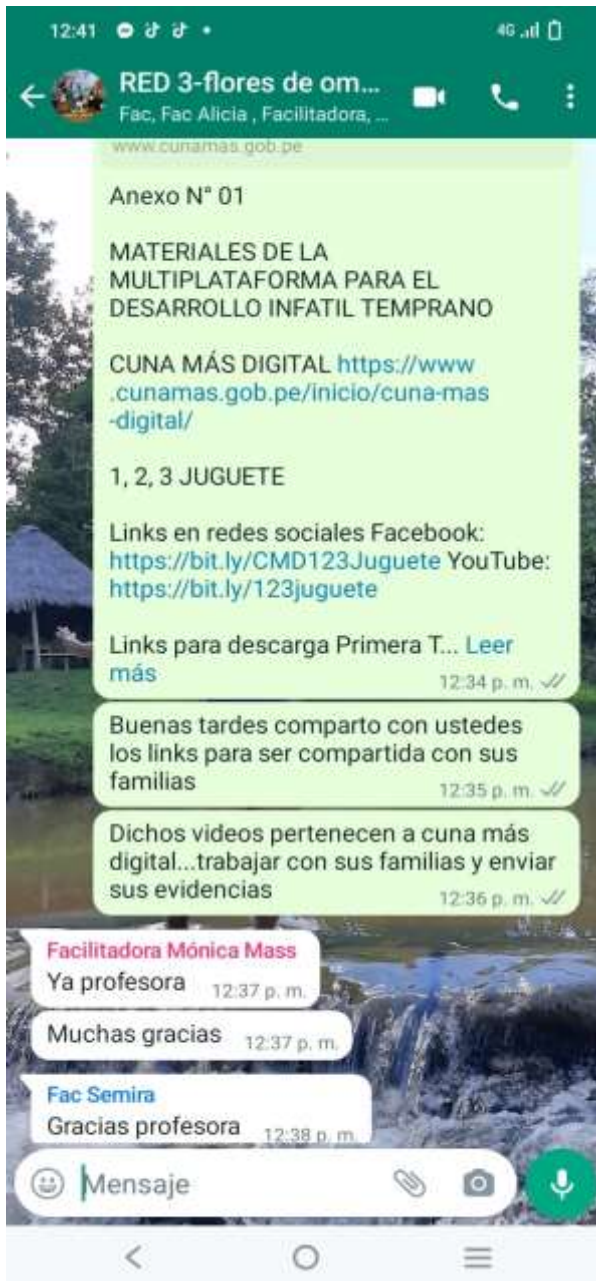 12:41
4G
RED 3-flores de om...
Fac, Fac Alicia , Facilitadora, ...
www.cunamas.gob.pe
Anexo N° 01
MATERIALES DE LA
MULTIPLATAFORMA PARA EL
DESARROLLO INFATIL TEMPRANO
CUNA MÁS DIGITAL https://www
.cunamas.gob.pe/inicio/cuna-mas
-digital/
1, 2, 3 JUGUETE
Links en redes sociales Facebook:
https://bit.ly/CMD123Juguete YouTube:
https://bit.ly/123juguete
Links para descarga Primera T... Leer
más
12:34 p. m.
Buenas tardes comparto con ustedes
los links para ser compartida con sus
familias
12:35 p. m.
Dichos videos pertenecen a cuna más
digital...trabajar con sus familias y enviar
sus evidencias
12:36 p. m.
Facilitadora Mónica Mass
Ya profesora
12:37 p. m.
Muchas gracias
12:37 p. m.
Fac Semira
Gracias profesora
12:38 p. m.
Mensaje